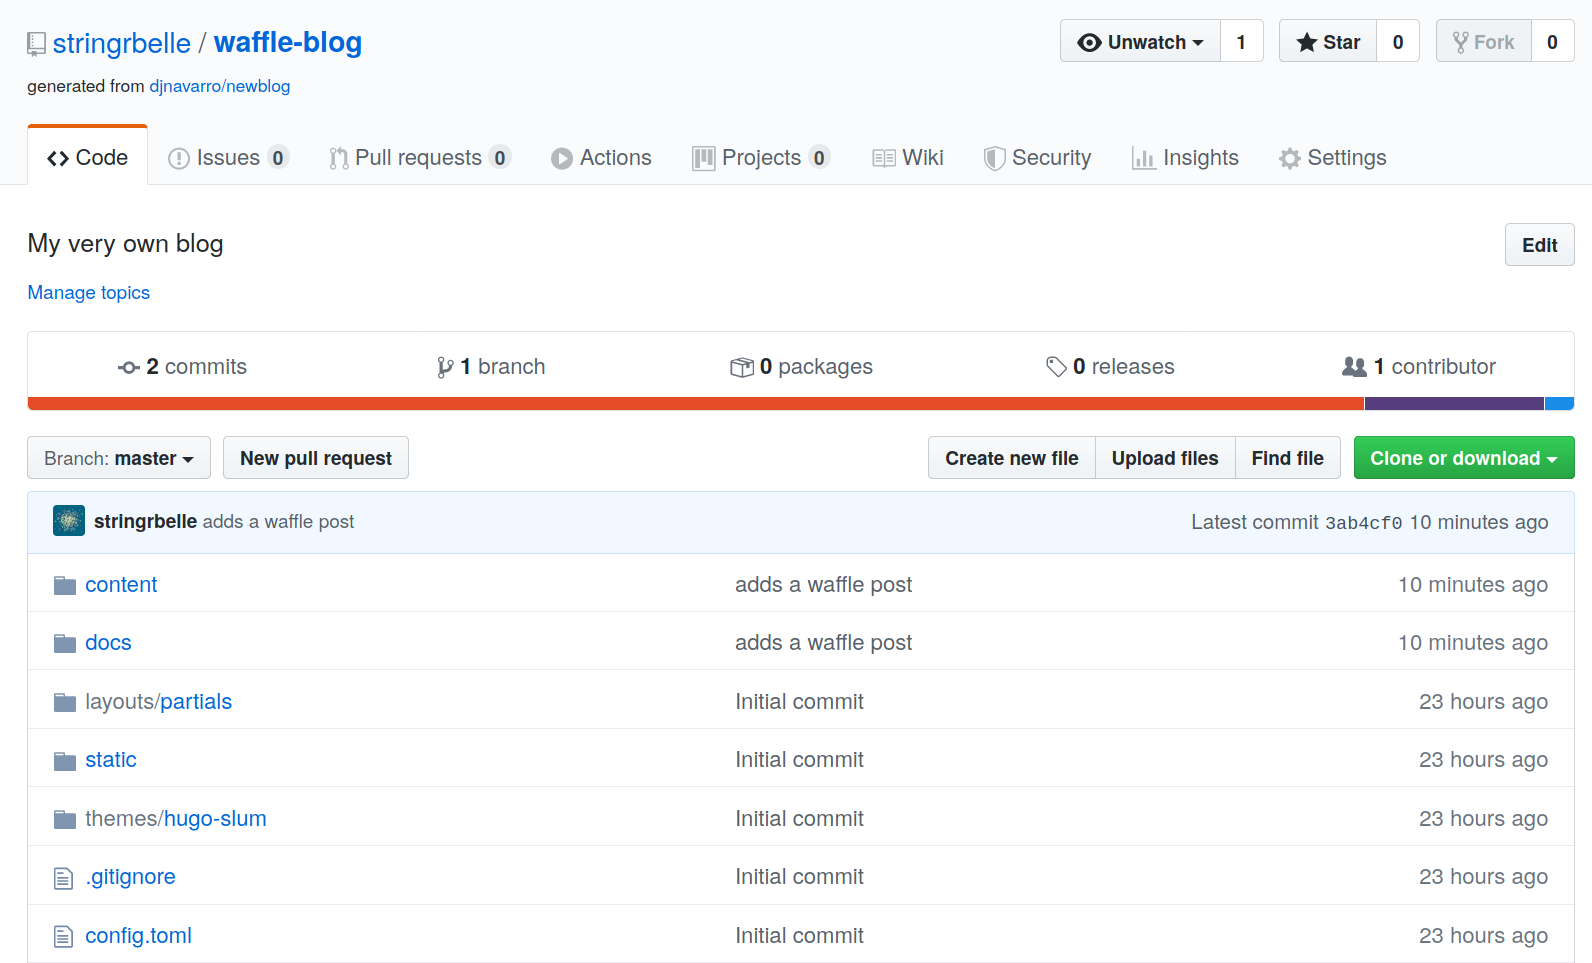 stringrbelle / waffle-blog
Unwatch 1 Star 0 Fork 0
generated from djnavarro/newblog
Code Issues 0 Pull requests 0 Actions Projects 0 Wiki Security Insights Settings
My very own blog
Edit
Manage topics
2 commits 1 branch 0 packages 0 releases 1 contributor
Branch: master New pull request Create new file Upload files Find file Clone or download
stringrbelle adds a waffle post Latest commit 3ab4cf0 10 minutes ago
content adds a waffle post 10 minutes ago
docs adds a waffle post 10 minutes ago
layouts/partials Initial commit 23 hours ago
static Initial commit 23 hours ago
themes/hugo-slum Initial commit 23 hours ago
.gitignore Initial commit 23 hours ago
config.toml Initial commit 23 hours ago